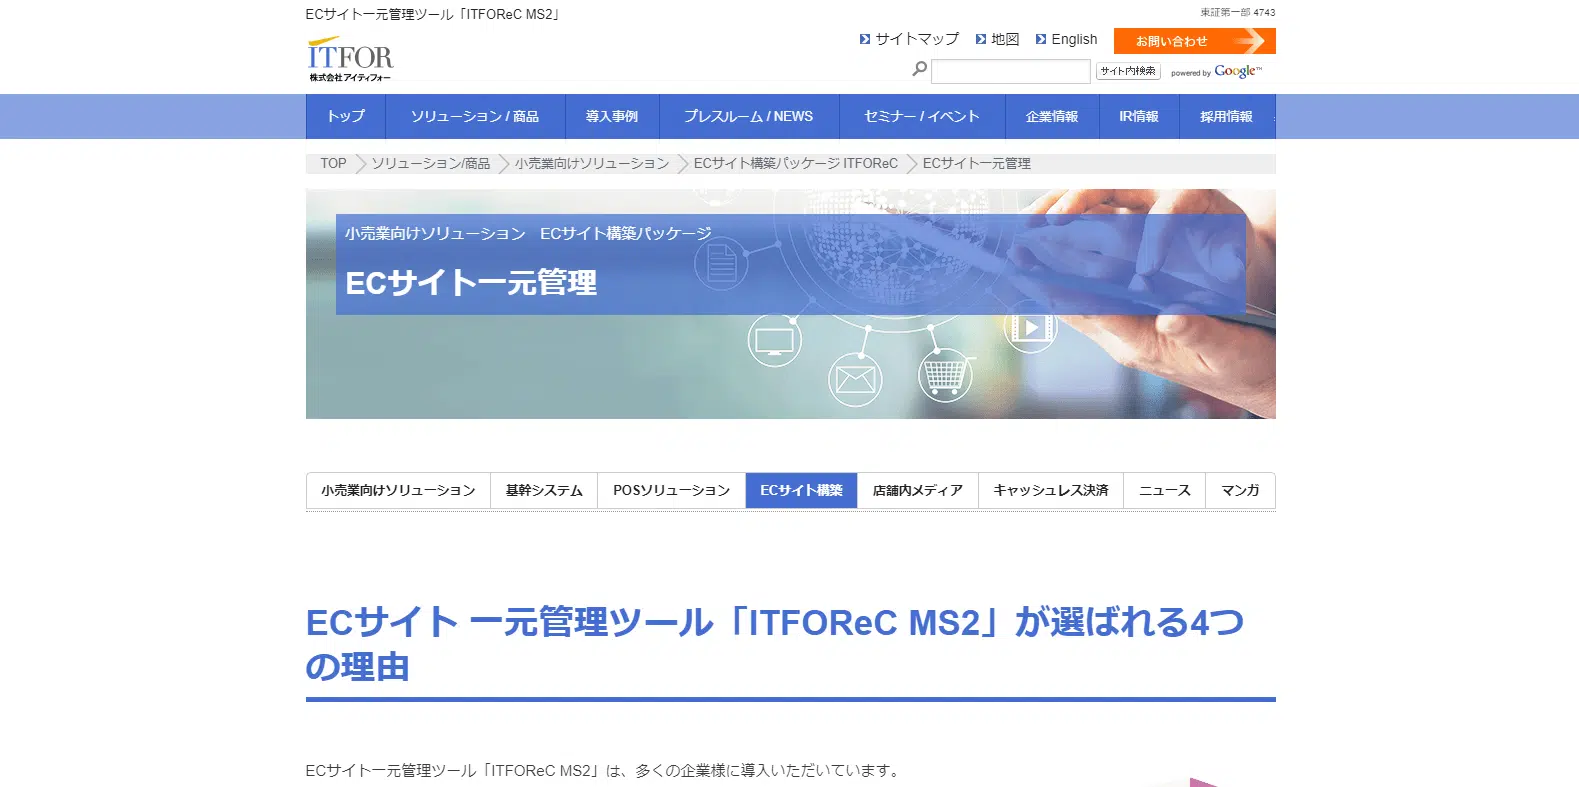 ECサイト一元管理ツール「ITFOReC MS2」
東証第一部 4743
サイトマップ 地図 English お問い合わせ
ITFOR
株式会社アイティフォー
サイト内検索 powered by Google™
トップ ソリューション / 商品 導入事例 プレスルーム / NEWS セミナー / イベント 企業情報 IR情報 採用情報
TOP ソリューション/商品 小売業向けソリューション ECサイト構築パッケージ ITFOReC ECサイト一元管理
小売業向けソリューション ECサイト構築パッケージ
ECサイト一元管理
小売業向けソリューション 基幹システム POSソリューション ECサイト構築 店舗内メディア キャッシュレス決済 ニュース マンガ
ECサイト 一元管理ツール「ITFOReC MS2」が選ばれる4つ
の理由
ECサイト一元管理ツール「ITFOReC MS2」は、多くの企業様に導入いただいています。